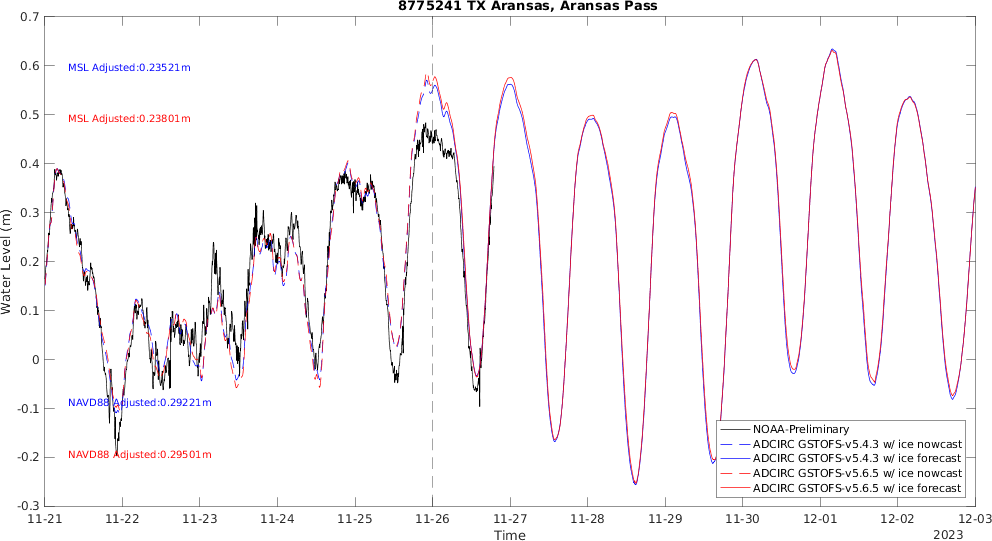 8775241 TX Aransas, Aransas Pass
0.7
0.6
0.5
0.4
0.3
0.2
0.1
0
-0.1
-0.2
-0.3
Water Level (m)
MSL Adjusted:0.23521m
MSL Adjusted:0.23801m
NAVD88 Adjusted:0.29221m
NAVD88 Adjusted:0.29501m
NOAA-Preliminary
ADCIRC GSTOFS-v5.4.3 w/ ice nowcast
ADCIRC GSTOFS-v5.4.3 w/ ice forecast
ADCIRC GSTOFS-v5.6.5 w/ ice nowcast
ADCIRC GSTOFS-v5.6.5 w/ ice forecast
11-21 11-22 11-23 11-24 11-25 11-26 11-27 11-28 11-29 11-30 12-01 12-02 12-03
Time
2023